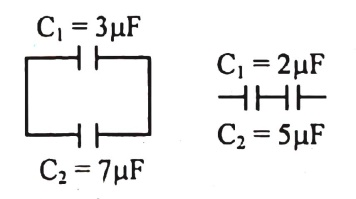 C₁ = 3μF
C₂ = 7μF
C₁ = 2μF
C₂ = 5μF